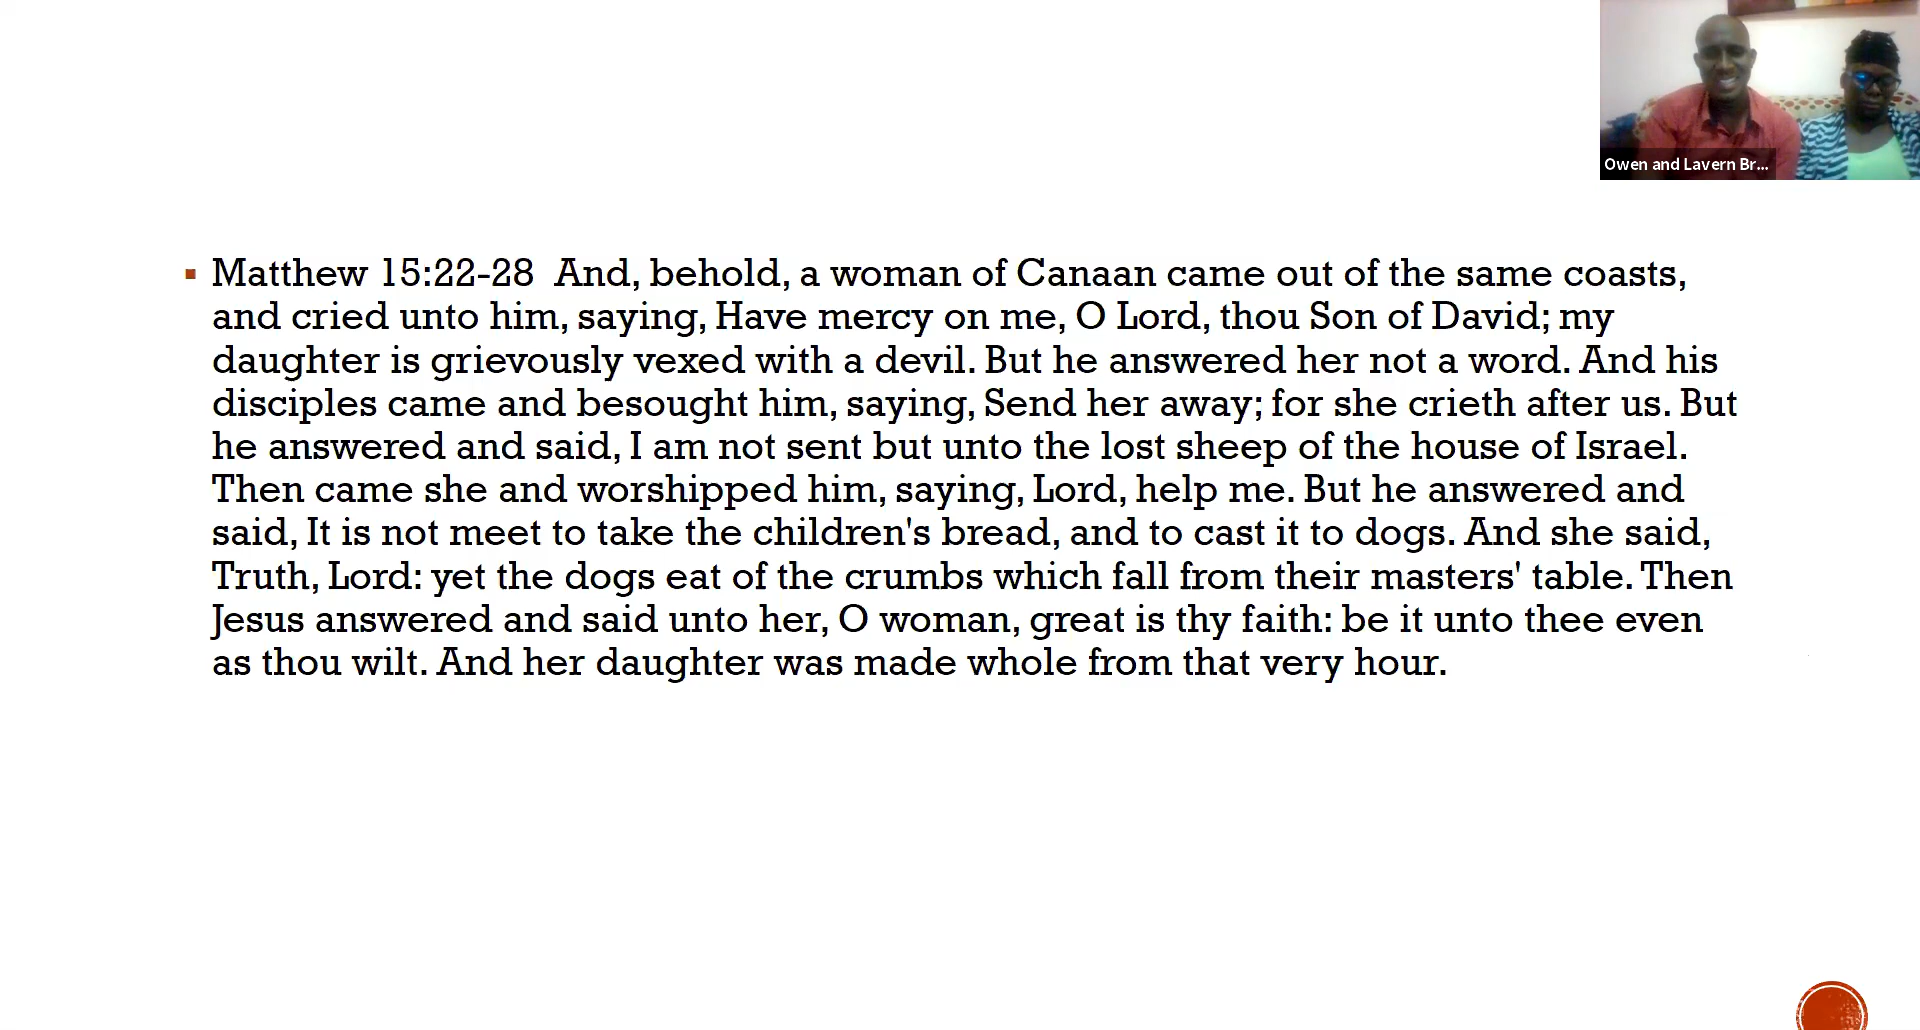 Owen and Lavern Br...
Matthew 15:22-28 And, behold, a woman of Canaan came out of the same coasts,
and cried unto him, saying, Have mercy on me, O Lord, thou Son of David; my
daughter is grievously vexed with a devil. But he answered her not a word. And his
disciples came and besought him, saying, Send her away; for she crieth after us. But
he answered and said, I am not sent but unto the lost sheep of the house of Israel.
Then came she and worshipped him, saying, Lord, help me. But he answered and
said, It is not meet to take the children's bread, and to cast it to dogs. And she said,
Truth, Lord: yet the dogs eat of the crumbs which fall from their masters' table. Then
Jesus answered and said unto her, O woman, great is thy faith: be it unto thee even
as thou wilt. And her daughter was made whole from that very hour.